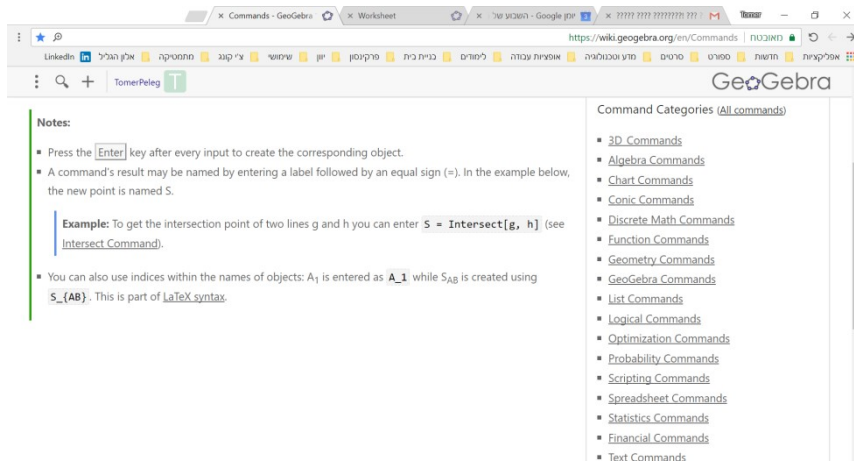 Commands - GeoGebra
Worksheet
יומן Google - השבוע של
????? ???? ????????! ???
Tomer
https://wiki.geogebra.org/en/Commands | מאובטח
אפליקציות חדשות ספורט סרטים מדע וטכנולוגיה אופציות עבודה לימודים בניית בית פרקינסון יוון שימושי צ'י קונג מתמטיקה אלון הגליל LinkedIn
TomerPeleg T
GeoGebra
Notes:
Press the Enter key after every input to create the corresponding object.
A command's result may be named by entering a label followed by an equal sign (=). In the example below,
the new point is named S.
Example: To get the intersection point of two lines g and h you can enter S = Intersect[g, h] (see
Intersect Command).
You can also use indices within the names of objects: A₁ is entered as A_1 while S_AB is created using
S_{AB}. This is part of LaTeX syntax.
Command Categories (All commands)
3D Commands
Algebra Commands
Chart Commands
Conic Commands
Discrete Math Commands
Function Commands
Geometry Commands
GeoGebra Commands
List Commands
Logical Commands
Optimization Commands
Probability Commands
Scripting Commands
Spreadsheet Commands
Statistics Commands
Financial Commands
Text Commands